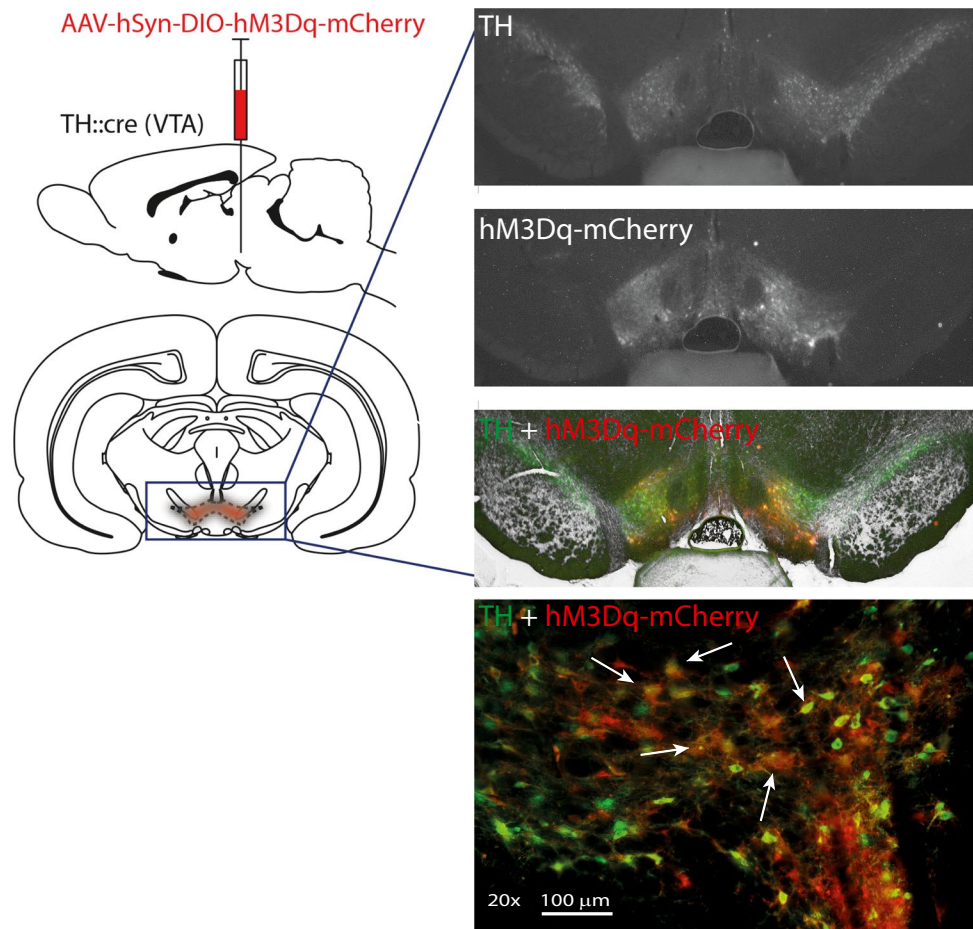 AAV-hSyn-DIO-hM3Dq-mCherry
TH::cre (VTA)
TH
hM3Dq-mCherry
TH + hM3Dq-mCherry
TH + hM3Dq-mCherry
20x 100 μm